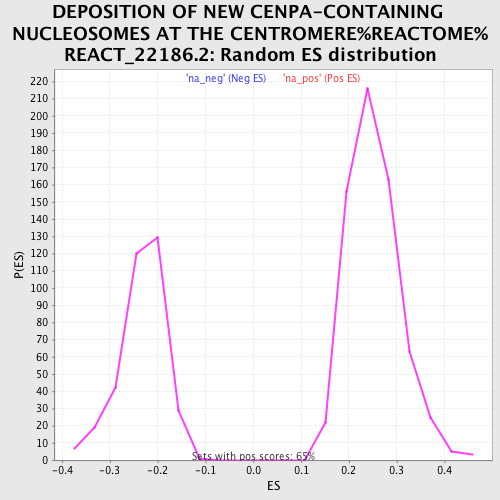 DEPOSITION OF NEW CENPA-CONTAINING
NUCLEOSOMES AT THE CENTROMERE%REACTOME%
REACT_22186.2: Random ES distribution
'na_neg' (Neg ES) 'na_pos' (Pos ES)
220
210
200
190
180
170
160
150
140
130
120
110
100
90
80
70
60
50
40
30
20
10
0
P(ES)
Sets with pos scores: 65%
-0.4 -0.3 -0.2 -0.1 0.0 0.1 0.2 0.3 0.4
ES